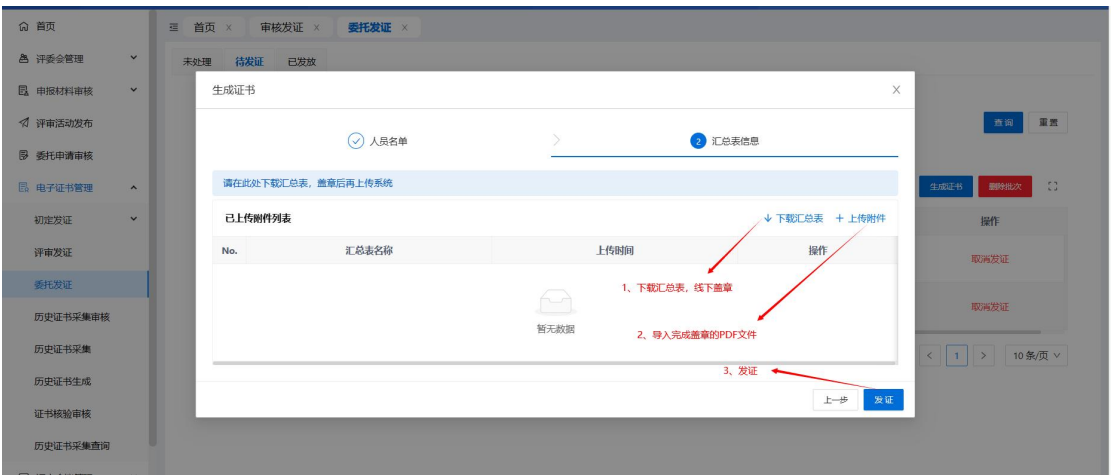 首页
评委会管理
申报材料审核
评审活动发布
委托申请审核
电子证书管理
初定发证
评审发证
委托发证
历史证书采集审核
历史证书采集
历史证书生成
证书核验审核
历史证书采集查询
首页 × 审核发证 × 委托发证 ×
未处理 待发证 已发放
查询 重置
生成证书 删除批次
操作
取消发证
取消发证
< 1 > 10 条/页
生成证书 ×
人员名单 2 汇总表信息
请在此处下载汇总表，盖章后再上传系统
已上传附件列表 下载汇总表 + 上传附件
No. 汇总表名称 上传时间 操作
1、下载汇总表，线下盖章
暂无数据
2、导入完成盖章的PDF文件
3、发证
上一步 发证